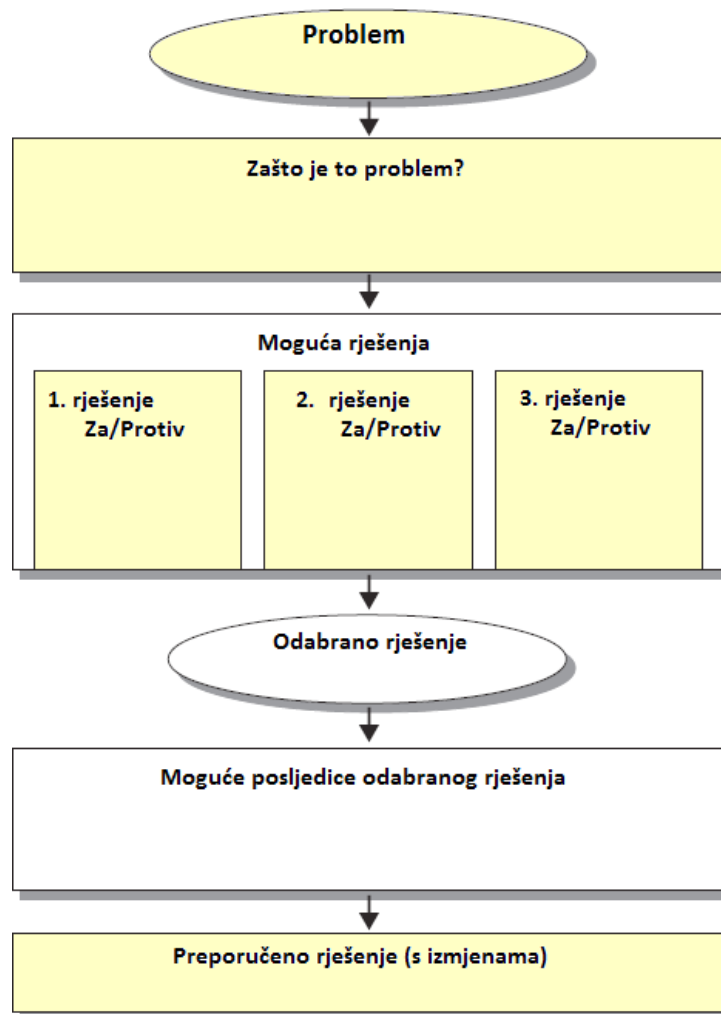 Problem
Zašto je to problem?
Moguća rješenja
1. rješenje
Za/Protiv
2. rješenje
Za/Protiv
3. rješenje
Za/Protiv
Odabrano rješenje
Moguće posljedice odabranog rješenja
Preporučeno rješenje (s izmjenama)